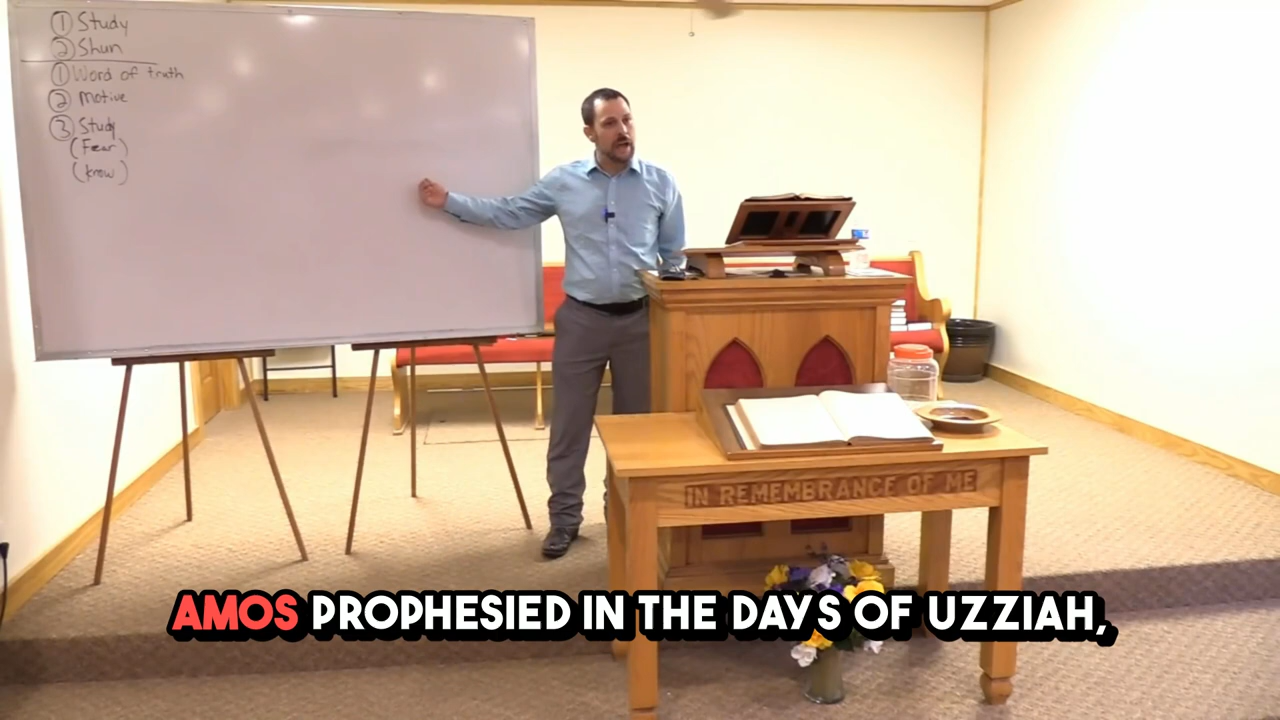 ① Study
② Shun
① Word of truth
② Motive
③ Study
(Fear)
(know)
IN REMEMBRANCE OF ME
AMOS PROPHESIED IN THE DAYS OF UZZIAH,